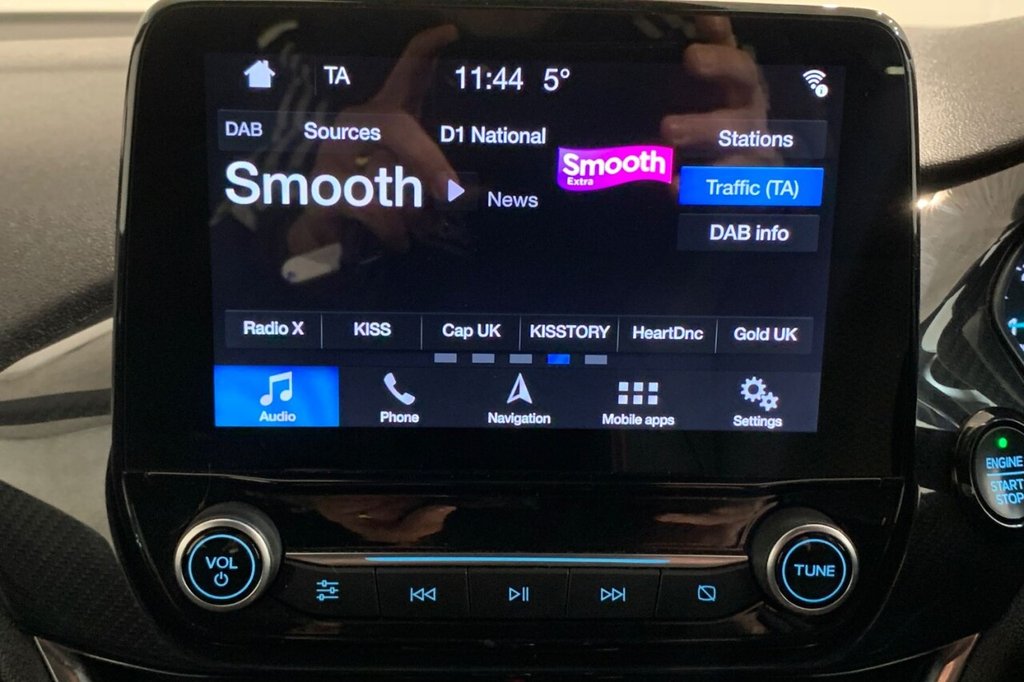 TA 11:44 5°
DAB Sources D1 National Stations
Smooth News
Smooth
Extra
Traffic (TA)
DAB info
Radio X KISS Cap UK KISSTORY HeartDnc Gold UK
Audio Phone Navigation Mobile apps Settings
ENGINE
START
STOP
VOL
TUNE